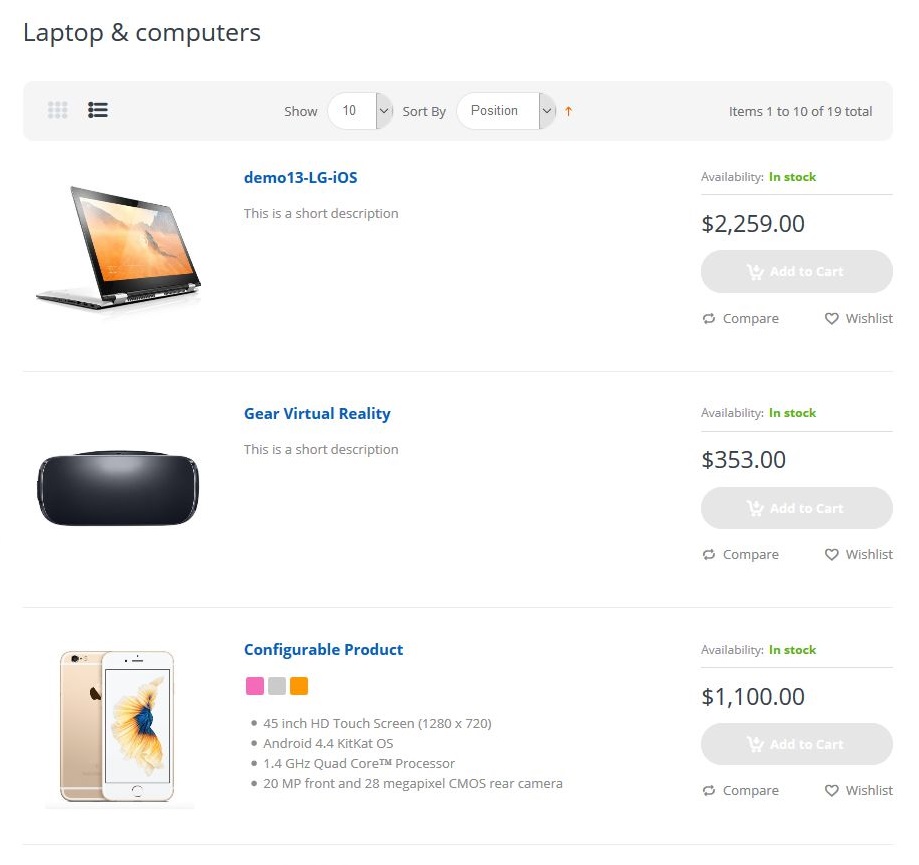 Laptop & computers
Show 10 Sort By Position Items 1 to 10 of 19 total
demo13-LG-iOS
This is a short description
Availability: In stock
$2,259.00
Add to Cart
Compare Wishlist
Gear Virtual Reality
This is a short description
Availability: In stock
$353.00
Add to Cart
Compare Wishlist
Configurable Product
45 inch HD Touch Screen (1280 x 720)
Android 4.4 KitKat OS
1.4 GHz Quad Core™ Processor
20 MP front and 28 megapixel CMOS rear camera
Availability: In stock
$1,100.00
Add to Cart
Compare Wishlist